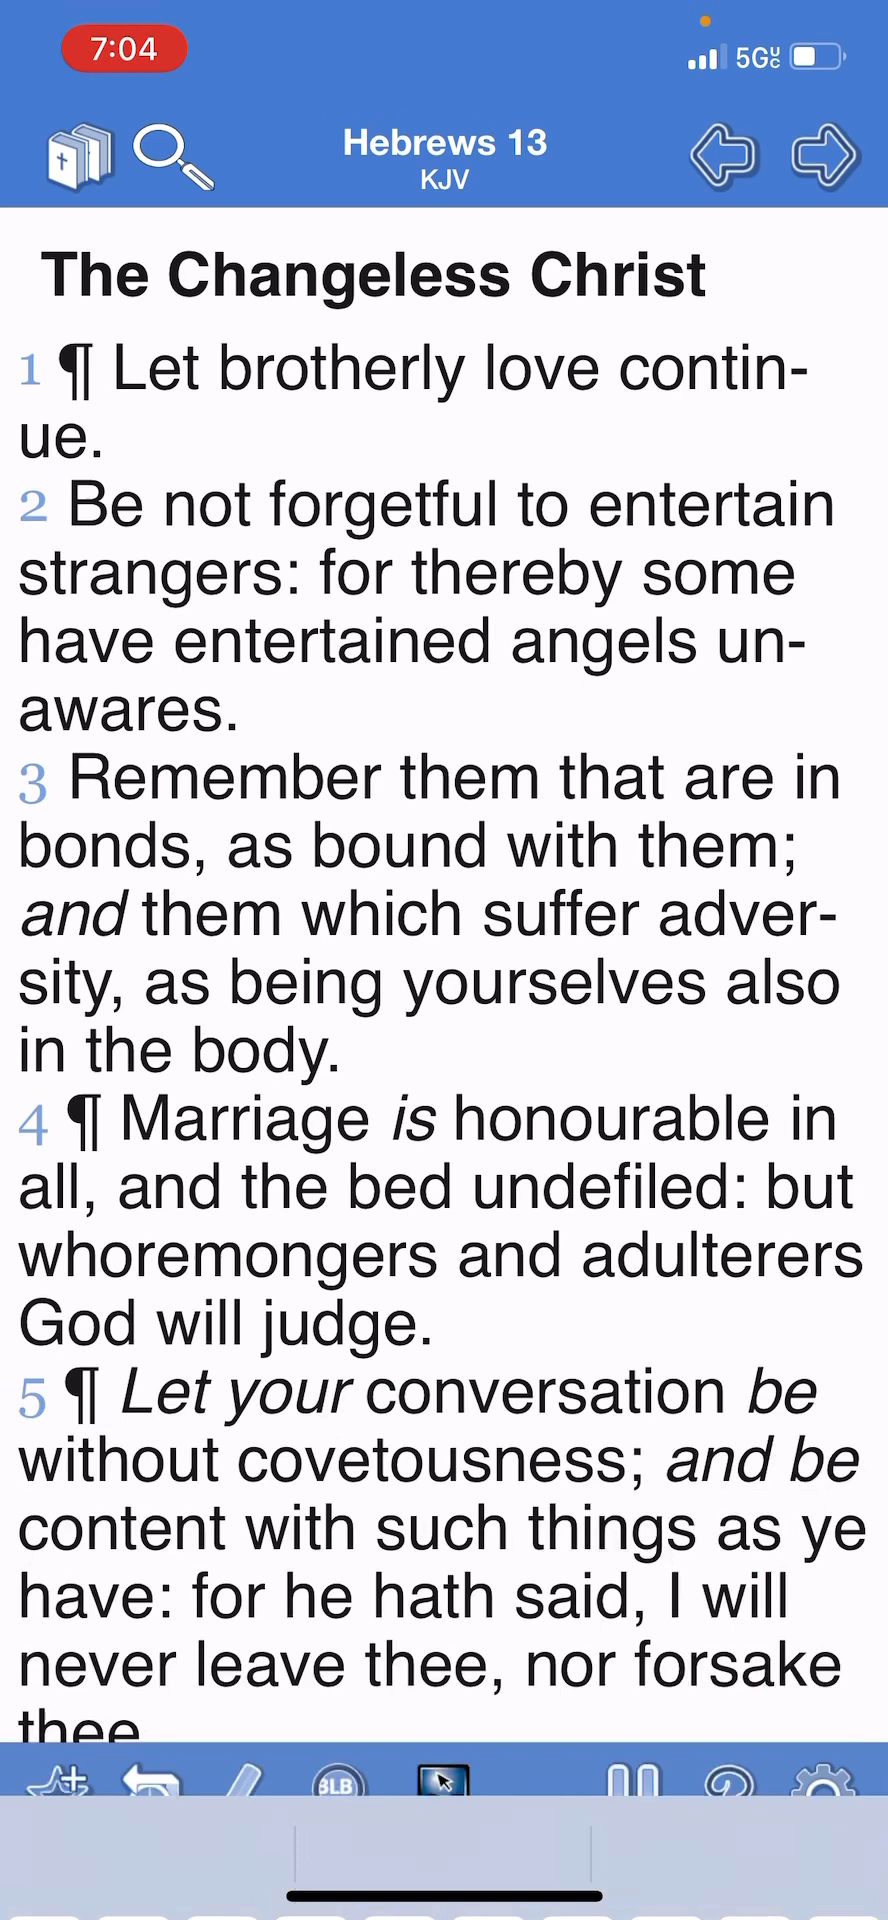 7:04
5GUC
Hebrews 13
KJV
The Changeless Christ
1 ¶ Let brotherly love contin-
ue.
2 Be not forgetful to entertain
strangers: for thereby some
have entertained angels un-
awares.
3 Remember them that are in
bonds, as bound with them;
and them which suffer adver-
sity, as being yourselves also
in the body.
4 ¶ Marriage is honourable in
all, and the bed undefiled: but
whoremongers and adulterers
God will judge.
5 ¶ Let your conversation be
without covetousness; and be
content with such things as ye
have: for he hath said, I will
never leave thee, nor forsake
thee
BLB